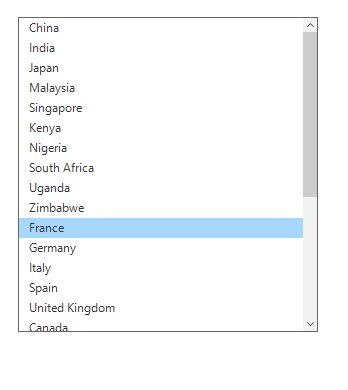 China
India
Japan
Malaysia
Singapore
Kenya
Nigeria
South Africa
Uganda
Zimbabwe
France
Germany
Italy
Spain
United Kingdom
Canada